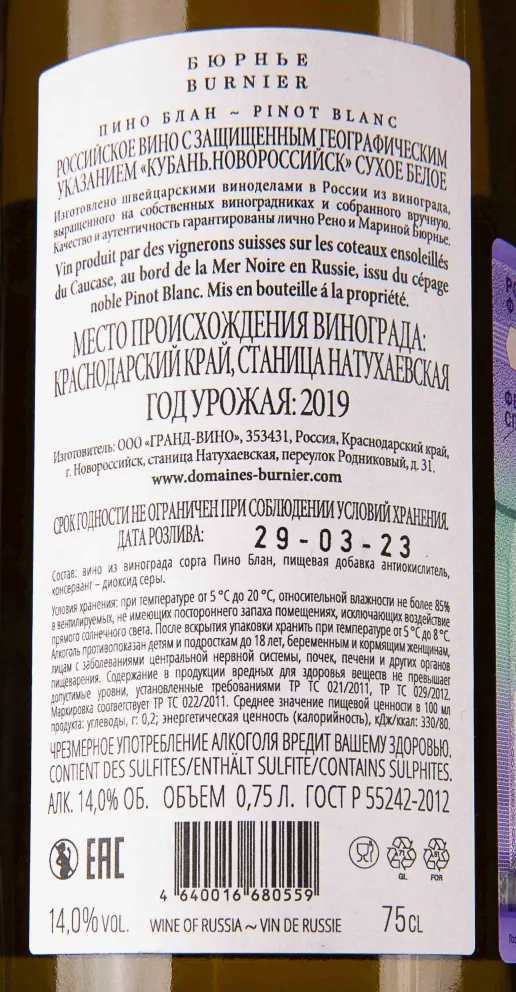 БЮРНЬЕ
BURNIER
ПИНО БЛАН ~ PINOT BLANC
РОССИЙСКОЕ ВИНО С ЗАЩИЩЕННЫМ ГЕОГРАФИЧЕСКИМ
УКАЗАНИЕМ «КУБАНЬ.НОВОРОССИЙСК» СУХОЕ БЕЛОЕ
Изготовлено швейцарскими виноделами в России из винограда,
выращенного на собственных виноградниках и собранного вручную.
Качество и аутентичность гарантированы лично Рено и Мариной Бюрнье.
Vin produit par des vignerons suisses sur les coteaux ensoleillés
du Caucase, au bord de la Mer Noire en Russie, issu du cépage
noble Pinot Blanc. Mis en bouteille á la propriété.
МЕСТО ПРОИСХОЖДЕНИЯ ВИНОГРАДА:
КРАСНОДАРСКИЙ КРАЙ, СТАНИЦА НАТУХАЕВСКАЯ
ГОД УРОЖАЯ: 2019
Изготовитель: ООО «ГРАНД-ВИНО», 353431, Россия, Краснодарский край,
г. Новороссийск, станица Натухаевская, переулок Родниковый, д. 31.
www.domaines-burnier.com
СРОК ГОДНОСТИ НЕ ОГРАНИЧЕН ПРИ СОБЛЮДЕНИИ УСЛОВИЙ ХРАНЕНИЯ.
ДАТА РОЗЛИВА: 29-03-23
Состав: вино из винограда сорта Пино Блан, пищевая добавка антиокислитель,
консервант – диоксид серы.
Условия хранения: при температуре от 5 °C до 20 °C, относительной влажности не более 85%
в вентилируемых, не имеющих постороннего запаха помещениях, исключающих воздействие
прямого солнечного света. После вскрытия упаковки хранить при температуре от 5 °C до 8 °C.
Алкоголь противопоказан детям и подросткам до 18 лет, беременным и кормящим женщинам,
лицам с заболеваниями центральной нервной системы, почек, печени и других органов
пищеварения. Содержание в продукции вредных для здоровья веществ не превышает
допустимые уровни, установленные требованиями ТР ТС 021/2011, ТР ТС 029/2012.
Маркировка соответствует ТР ТС 022/2011. Среднее значение пищевой ценности в 100 мл
продукта: углеводы, г: 0,2; энергетическая ценность (калорийность), кДж/ккал: 330/80.
ЧРЕЗМЕРНОЕ УПОТРЕБЛЕНИЕ АЛКОГОЛЯ ВРЕДИТ ВАШЕМУ ЗДОРОВЬЮ.
CONTIENT DES SULFITES/ENTHÄLT SULFITE/CONTAINS SULPHITES.
АЛК. 14,0% ОБ. ОБЪЕМ 0,75 Л. ГОСТ Р 55242-2012
EAC
GL FOR
4 640016 680559
14,0% VOL. WINE OF RUSSIA ~ VIN DE RUSSIE 75 CL